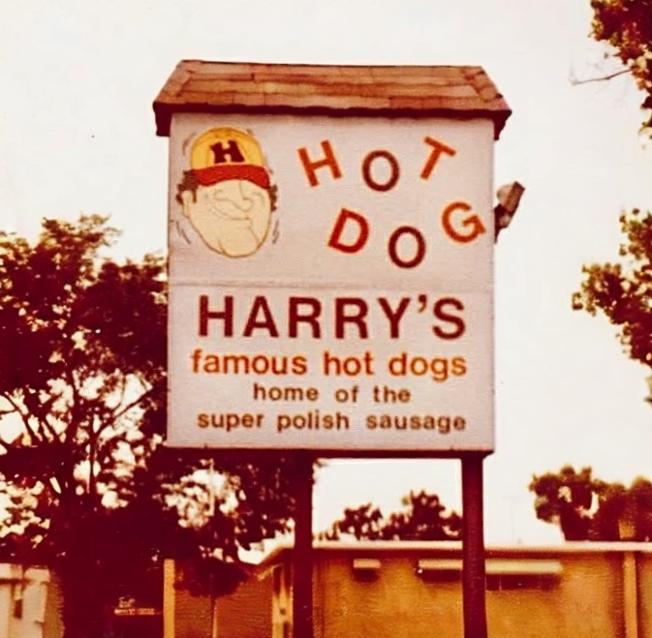 H
HOT
DOG
HARRY'S
famous hot dogs
home of the
super polish sausage